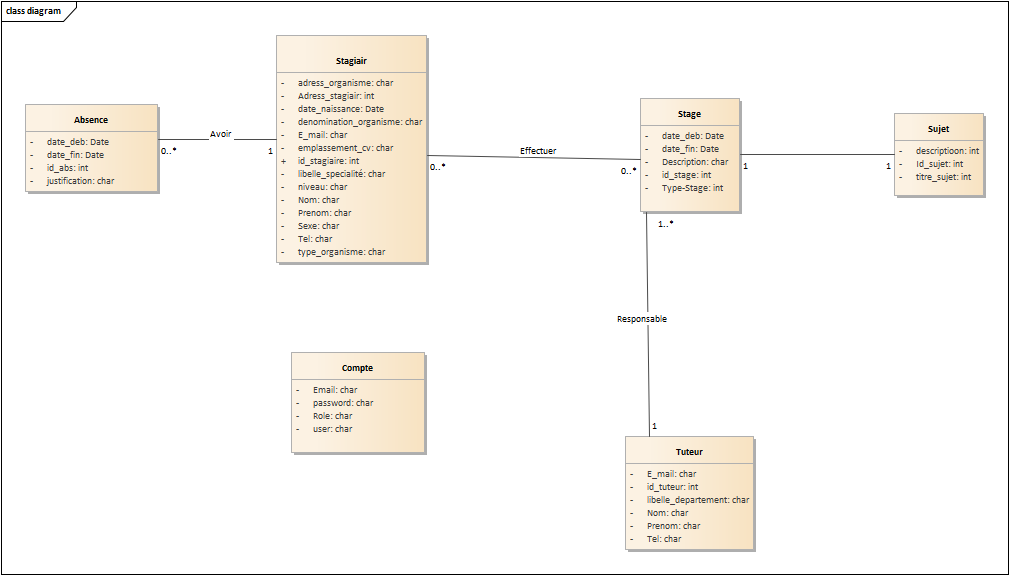 class diagram
Stagiair
- adress_organisme: char
- Adress_stagiair: int
- date_naissance: Date
- denomination_organisme: char
- E_mail: char
- emplassement_cv: char
+ id_stagiaire: int
- libelle_specialité: char
- niveau: char
- Nom: char
- Prenom: char
- Sexe: char
- Tel: char
- type_organisme: char
Absence
- date_deb: Date
- date_fin: Date
- id_abs: int
- justification: char
Avoir
0..*
1
Effectuer
0..*
0..*
Stage
- date_deb: Date
- date_fin: Date
- Description: char
- id_stage: int
- Type-Stage: int
1
1
Sujet
- descriptioon: int
- Id_sujet: int
- titre_sujet: int
1..*
Responsable
1
Compte
- Email: char
- password: char
- Role: char
- user: char
Tuteur
- E_mail: char
- id_tuteur: int
- libelle_departement: char
- Nom: char
- Prenom: char
- Tel: char